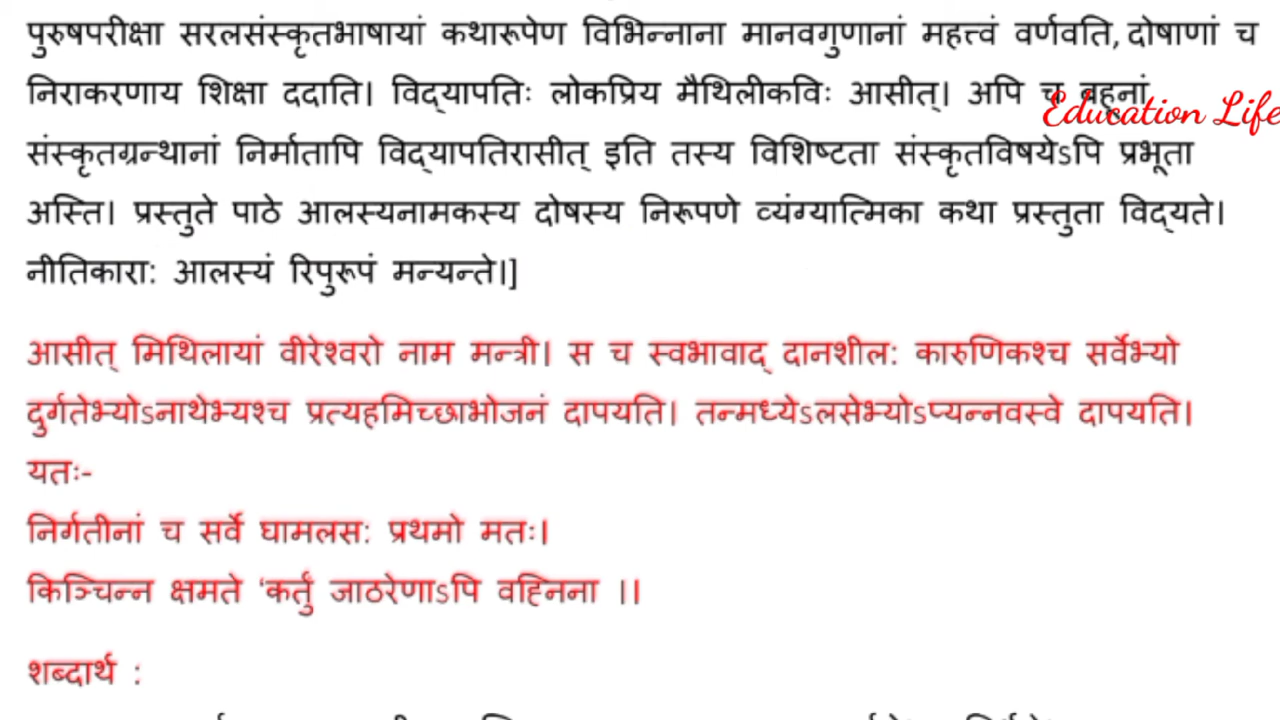 पुरुषपरीक्षा सरलसंस्कृतभाषायां कथारूपेण विभिन्नाना मानवगुणानां महत्त्वं वर्णवति, दोषाणां च
निराकरणाय शिक्षा ददाति। विद्यापतिः लोकप्रिय मैथिलीकविः आसीत्। अपि च बहूनां
Education Life
संस्कृतग्रन्थानां निर्मातापि विद्यापतिरासीत् इति तस्य विशिष्टता संस्कृतविषयेऽपि प्रभूता
अस्ति। प्रस्तुते पाठे आलस्यनामकस्य दोषस्य निरूपणे व्यंग्यात्मिका कथा प्रस्तुता विद्यते।
नीतिकारा: आलस्यं रिपुरूपं मन्यन्ते।]
आसीत् मिथिलायां वीरेश्वरो नाम मन्त्री। स च स्वभावाद् दानशील: कारुणिकश्च सर्वेभ्यो
दुर्गतेभ्योऽनाथेभ्यश्च प्रत्यहमिच्छाभोजनं दापयति। तन्मध्येऽलसेभ्योऽप्यन्नवस्वे दापयति।
यतः-
निर्गतीनां च सर्वे घामलस: प्रथमो मतः।
किञ्चिन्न क्षमते 'कर्तुं जाठरेणाऽपि वह्निना ।।
शब्दार्थ :